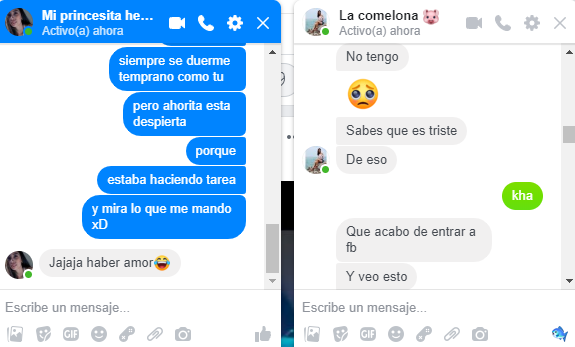 Mi princesita he...
Activo(a) ahora
siempre se duerme
temprano como tu
pero ahorita esta
despierta
porque
estaba haciendo tarea
y mira lo que me mando
xD
Jajaja haber amor😂
Escribe un mensaje...
GIF
La comelona 🐷
Activo(a) ahora
No tengo
🥺
Sabes que es triste
De eso
kha
Que acabo de entrar a
fb
Y veo esto
Escribe un mensaje...
GIF